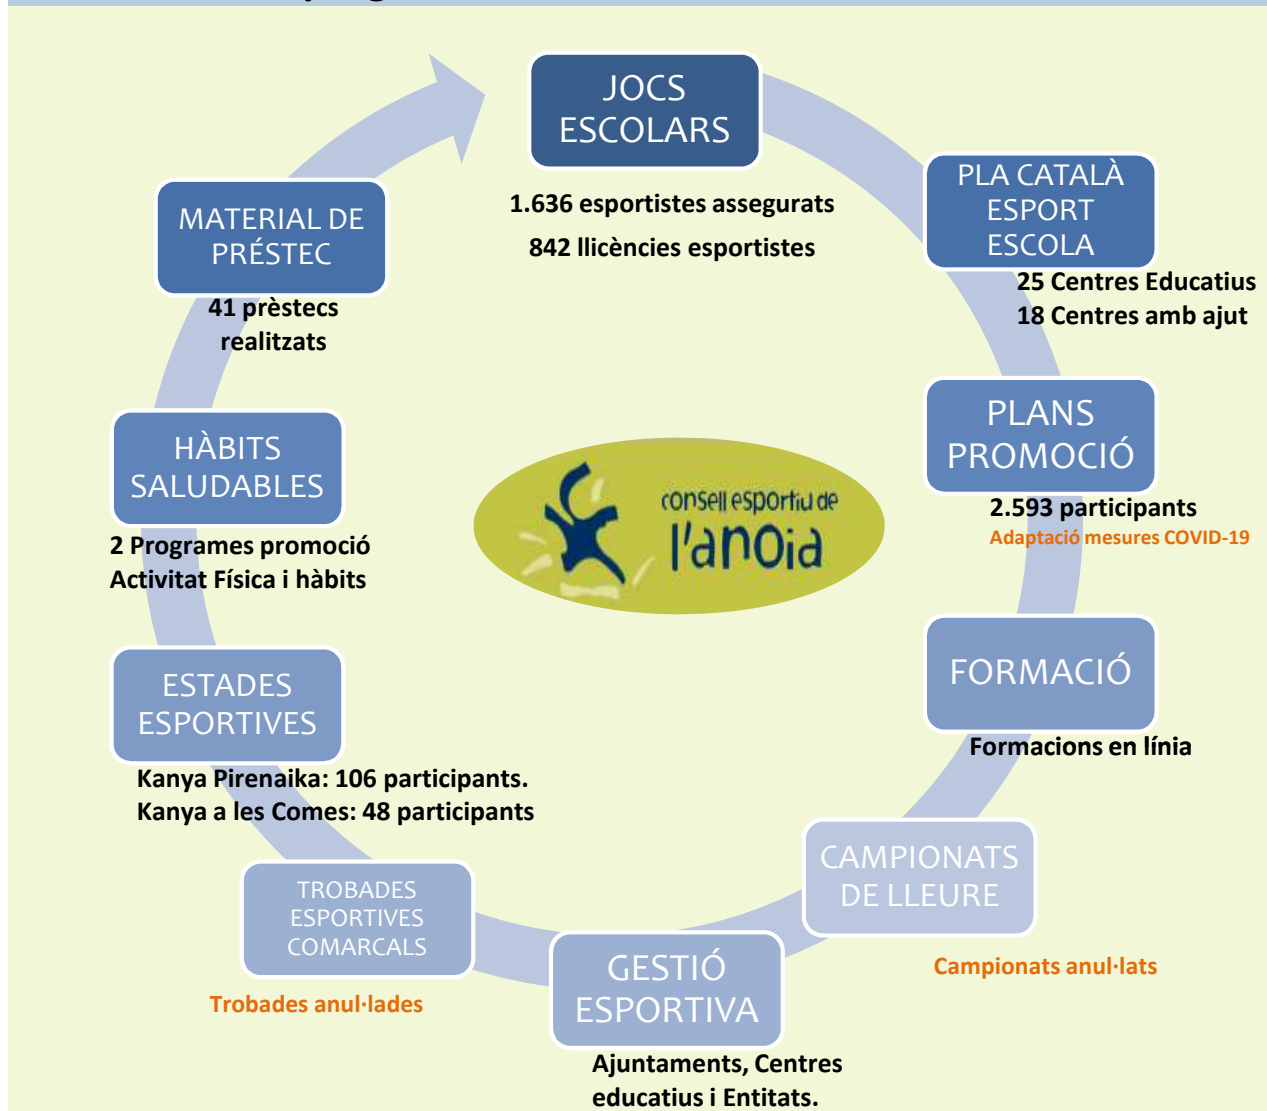 JOCS
ESCOLARS
1.636 esportistes assegurats
842 llicències esportistes
PLA CATALÀ
ESPORT
ESCOLA
25 Centres Educatius
18 Centres amb ajut
PLANS
PROMOCIÓ
2.593 participants
Adaptació mesures COVID-19
FORMACIÓ
Formacions en línia
CAMPIONATS
DE LLEURE
Campionats anul·lats
GESTIÓ
ESPORTIVA
Ajuntaments, Centres
educatius i Entitats.
TROBADES
ESPORTIVES
COMARCALS
Trobades anul·lades
ESTADES
ESPORTIVES
Kanya Pirenaika: 106 participants.
Kanya a les Comes: 48 participants
HÀBITS
SALUDABLES
2 Programes promoció
Activitat Física i hàbits
MATERIAL DE
PRÉSTEC
41 prèstecs
realitzats
consell esportiu de
l'anoia